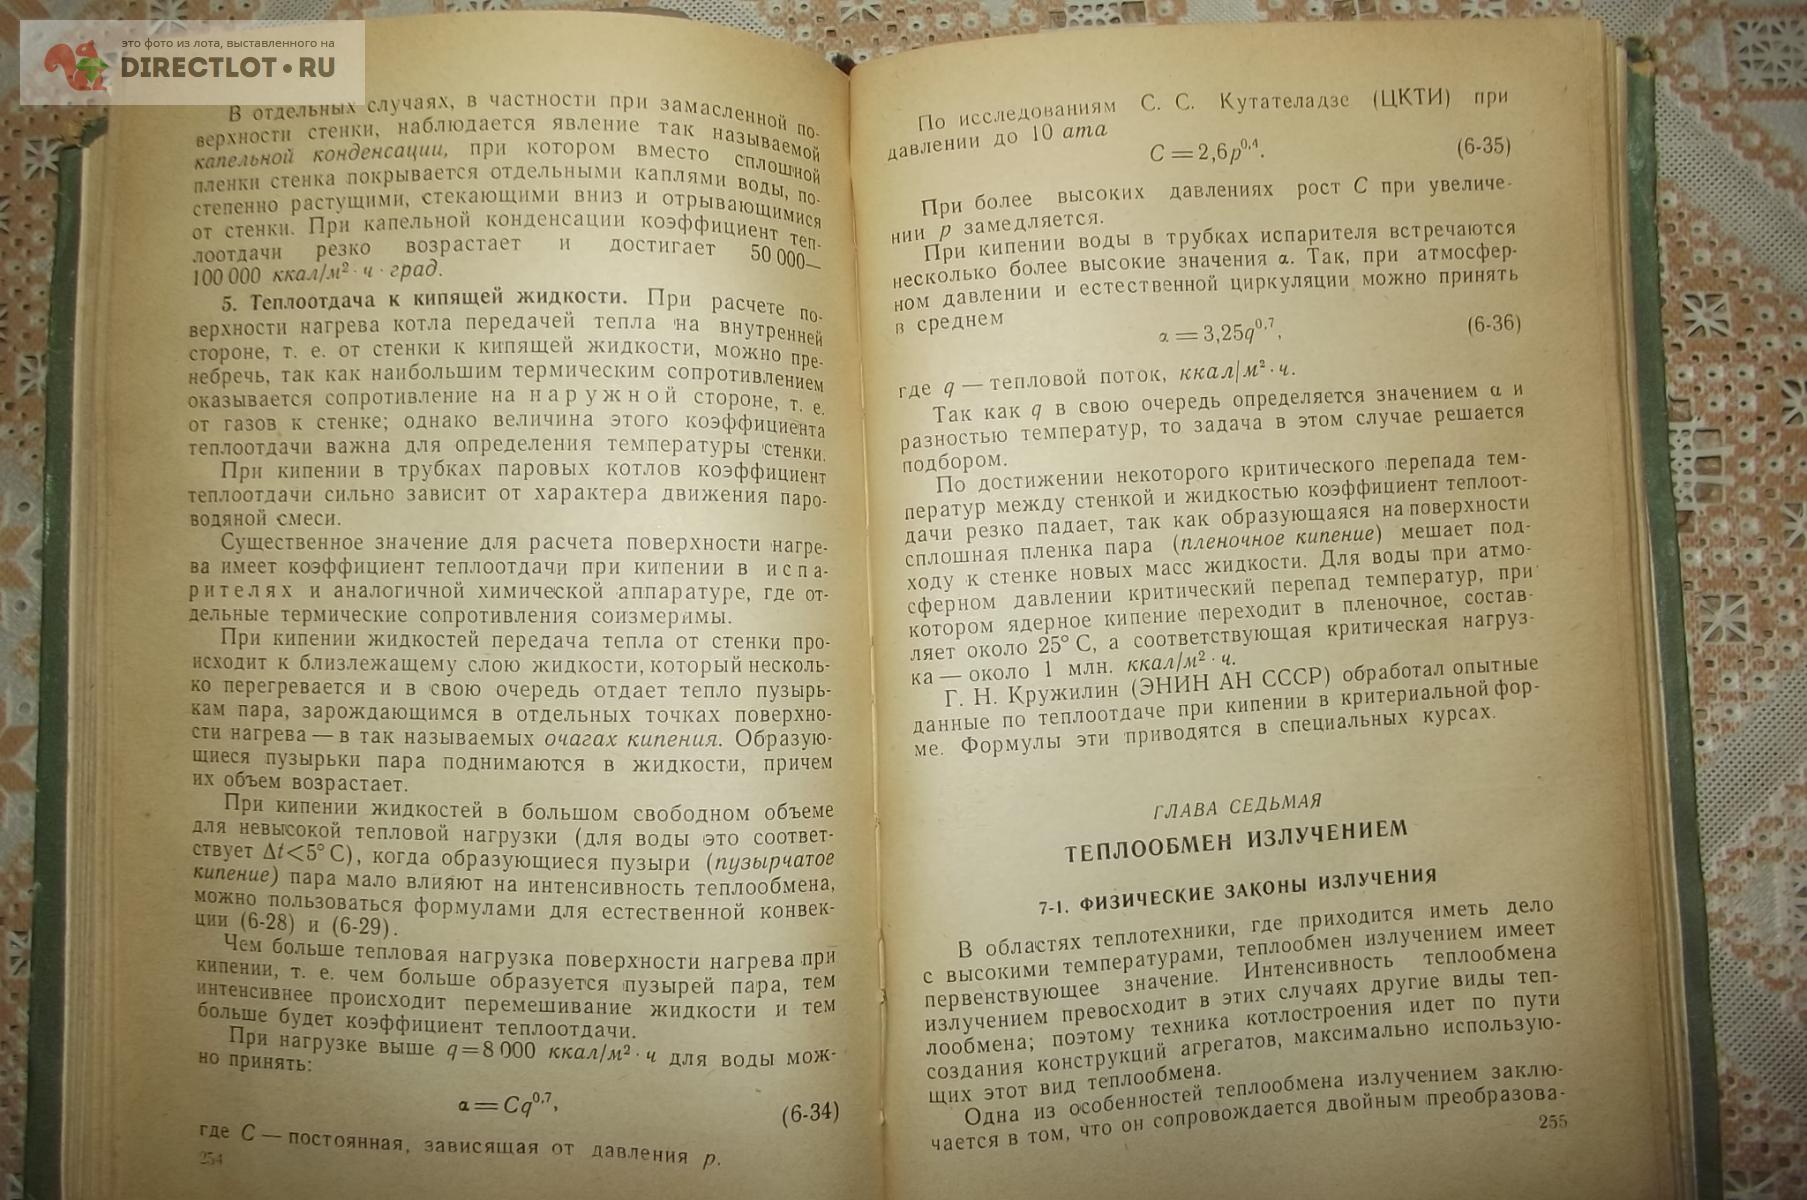 это фото из лота, выставленного на
DIRECTLOT•RU
В отдельных случаях, в частности при замасленной по-
верхности стенки, наблюдается явление так называемой
капельной конденсации, при котором вместо сплошной
пленки стенка покрывается отдельными каплями воды, по-
степенно растущими, стекающими вниз и отрывающимися
от стенки. При капельной конденсации коэффициент теп-
лоотдачи резко возрастает и достигает 50 000—
100 000 ккал/м² · ч · град.
5. Теплоотдача к кипящей жидкости. При расчете по-
верхности нагрева котла передачей тепла на внутренней
стороне, т. е. от стенки к кипящей жидкости, можно пре-
небречь, так как наибольшим термическим сопротивлением
оказывается сопротивление на наружной стороне, т. е.
от газов к стенке; однако величина этого коэффициента
теплоотдачи важна для определения температуры стенки.
При кипении в трубках паровых котлов коэффициент
теплоотдачи сильно зависит от характера движения паро-
водяной смеси.
Существенное значение для расчета поверхности нагре-
ва имеет коэффициент теплоотдачи при кипении в испа-
рителях и аналогичной химической аппаратуре, где от-
дельные термические сопротивления соизмеримы.
При кипении жидкостей передача тепла от стенки про-
исходит к близлежащему слою жидкости, который несколь-
ко перегревается и в свою очередь отдает тепло пузырь-
кам пара, зарождающимся в отдельных точках поверхно-
сти нагрева — в так называемых очагах кипения. Образую-
щиеся пузырьки пара поднимаются в жидкости, причем
их объем возрастает.
При кипении жидкостей в большом свободном объеме
для невысокой тепловой нагрузки (для воды это соответ-
ствует Δt<5° С), когда образующиеся пузыри (пузырчатое
кипение) пара мало влияют на интенсивность теплообмена,
можно пользоваться формулами для естественной конвек-
ции (6-28) и (6-29).
Чем больше тепловая нагрузка поверхности нагрева при
кипении, т. е. чем больше образуется пузырей пара, тем
интенсивнее происходит перемешивание жидкости и тем
больше будет коэффициент теплоотдачи.
При нагрузке выше q=8 000 ккал/м² · ч для воды мож-
но принять:
α = Cq⁰,⁷, (6-34)
где С — постоянная, зависящая от давления p.
254
По исследованиям С. С. Кутателадзе (ЦКТИ) при
давлении до 10 ата
C = 2,6p⁰,⁴. (6-35)
При более высоких давлениях рост С при увеличе-
нии p замедляется.
При кипении воды в трубках испарителя встречаются
несколько более высокие значения α. Так, при атмосфер-
ном давлении и естественной циркуляции можно принять
в среднем
α = 3,25q⁰,⁷, (6-36)
где q — тепловой поток, ккал/м² · ч.
Так как q в свою очередь определяется значением α и
разностью температур, то задача в этом случае решается
подбором.
По достижении некоторого критического перепада тем-
ператур между стенкой и жидкостью коэффициент теплоот-
дачи резко падает, так как образующаяся на поверхности
сплошная пленка пара (пленочное кипение) мешает под-
ходу к стенке новых масс жидкости. Для воды при атмо-
сферном давлении критический перепад температур, при
котором ядерное кипение переходит в пленочное, состав-
ляет около 25° С, а соответствующая критическая нагруз-
ка — около 1 млн. ккал/м² · ч.
Г. Н. Кружилин (ЭНИН АН СССР) обработал опытные
данные по теплоотдаче при кипении в критериальной фор-
ме. Формулы эти приводятся в специальных курсах.
ГЛАВА СЕДЬМАЯ
ТЕПЛООБМЕН ИЗЛУЧЕНИЕМ
7-1. ФИЗИЧЕСКИЕ ЗАКОНЫ ИЗЛУЧЕНИЯ
В областях теплотехники, где приходится иметь дело
с высокими температурами, теплообмен излучением имеет
первенствующее значение. Интенсивность теплообмена
излучением превосходит в этих случаях другие виды теп-
лообмена; поэтому техника котлостроения идет по пути
создания конструкций агрегатов, максимально использую-
щих этот вид теплообмена.
Одна из особенностей теплообмена излучением заклю-
чается в том, что он сопровождается двойным преобразова-
255